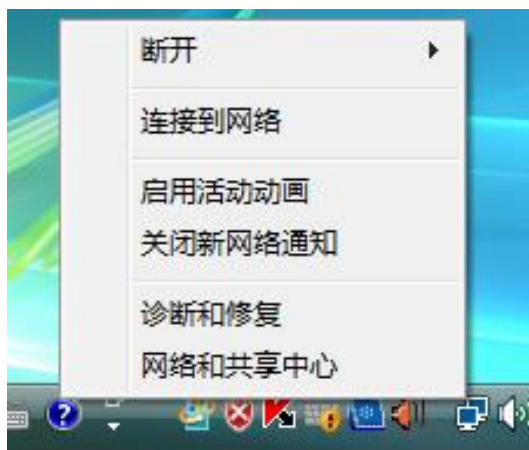 断开
连接到网络
启用活动动画
关闭新网络通知
诊断和修复
网络和共享中心